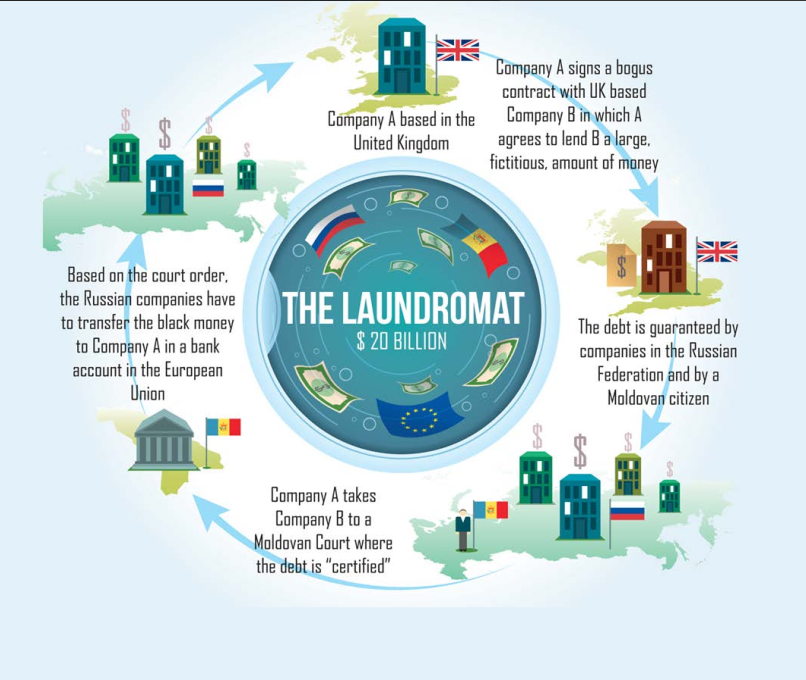 Company A based in the
United Kingdom
Company A signs a bogus
contract with UK based
Company B in which A
agrees to lend B a large,
fictitious, amount of money
The debt is guaranteed by
companies in the Russian
Federation and by a
Moldovan citizen
Company A takes
Company B to a
Moldovan Court where
the debt is “certified”
Based on the court order,
the Russian companies have
to transfer the black money
to Company A in a bank
account in the European
Union
THE LAUNDROMAT
$ 20 BILLION